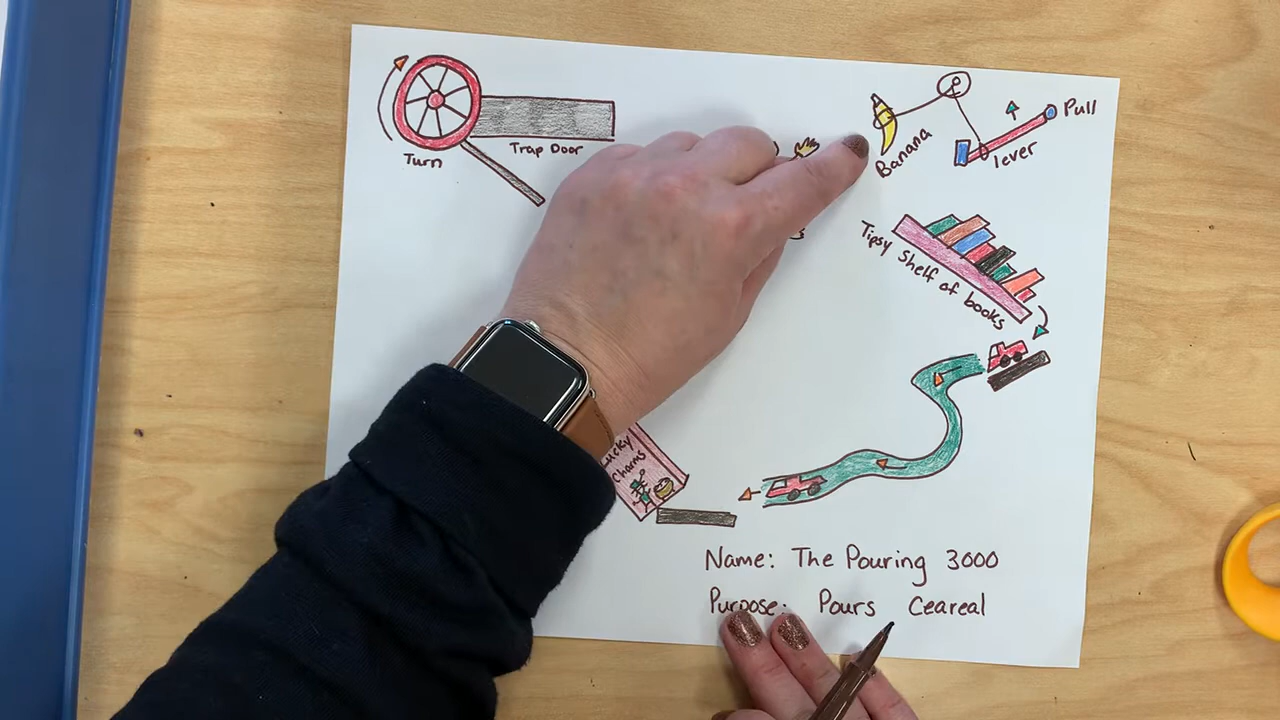 Turn
Trap Door
Banana
lever
Pull
Tipsy Shelf of books
Lucky
Charms
Name: The Pouring 3000
Purpose: Pours Ceareal